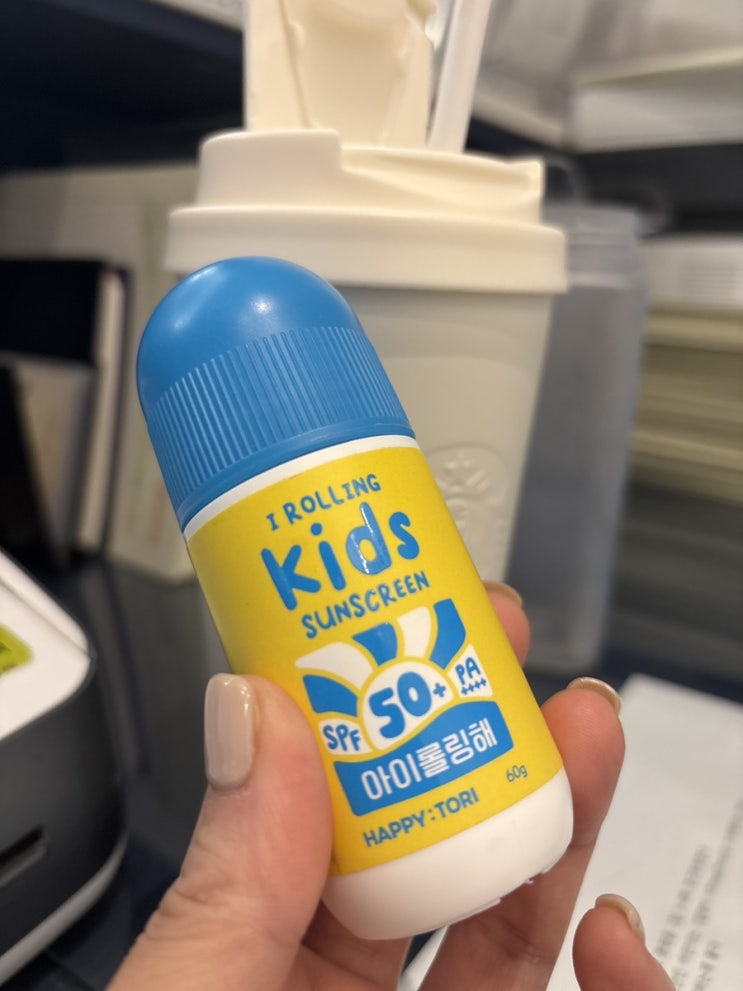 I ROLLING
Kids
SUNSCREEN
SPF 50+ PA ++++
아이롤링해
60g
HAPPY:TORI